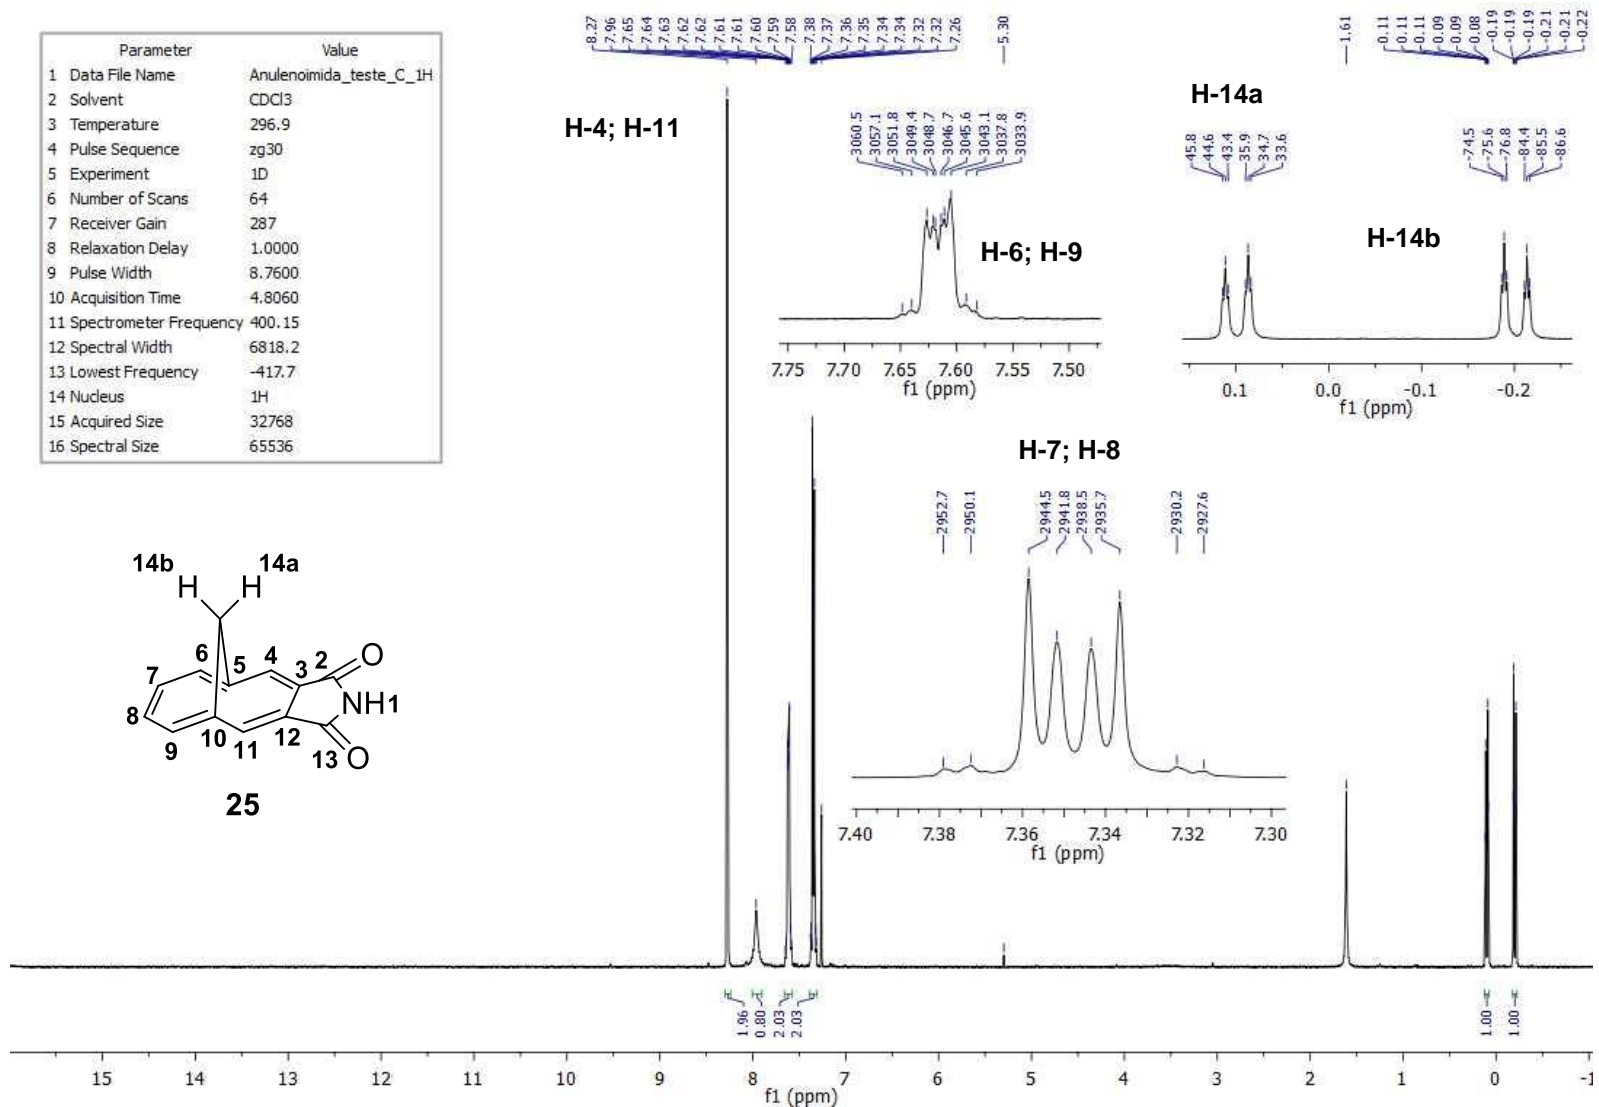 Parameter Value
1 Data File Name Anulenoimida_teste_C_1H
2 Solvent CDCl3
3 Temperature 296.9
4 Pulse Sequence zg30
5 Experiment 1D
6 Number of Scans 64
7 Receiver Gain 287
8 Relaxation Delay 1.0000
9 Pulse Width 8.7600
10 Acquisition Time 4.8060
11 Spectrometer Frequency 400.15
12 Spectral Width 6818.2
13 Lowest Frequency -417.7
14 Nucleus 1H
15 Acquired Size 32768
16 Spectral Size 65536
8.27 7.96 7.65 7.64 7.63 7.62 7.62 7.61 7.61 7.60 7.59 7.58 7.38 7.37 7.36 7.35 7.34 7.34 7.32 7.32 7.26
5.30
1.61
0.11 0.11 0.11 0.09 0.09 0.08 -0.19 -0.19 -0.19 -0.21 -0.21 -0.22
H-4; H-11
3060.5 3057.1 3051.8 3049.4 3048.7 3046.7 3045.6 3043.1 3037.8 3033.9
H-6; H-9
7.75 7.70 7.65 7.60 7.55 7.50
f1 (ppm)
H-14a
45.8 44.6 43.4 35.9 34.7 33.6
-74.5 -75.6 -76.8 -84.4 -85.5 -86.6
H-14b
0.1 0.0 -0.1 -0.2
f1 (ppm)
H-7; H-8
2952.7 2950.1 2944.5 2941.8 2938.5 2935.7 2930.2 2927.6
7.40 7.38 7.36 7.34 7.32 7.30
f1 (ppm)
14b 14a
H H
6 5 4 3 2 O
7
NH1
8
9 10 11 12 13 O
25
1.96 0.80 2.03 2.03 1.00 1.00
15 14 13 12 11 10 9 8 7 6 5 4 3 2 1 0 -1
f1 (ppm)